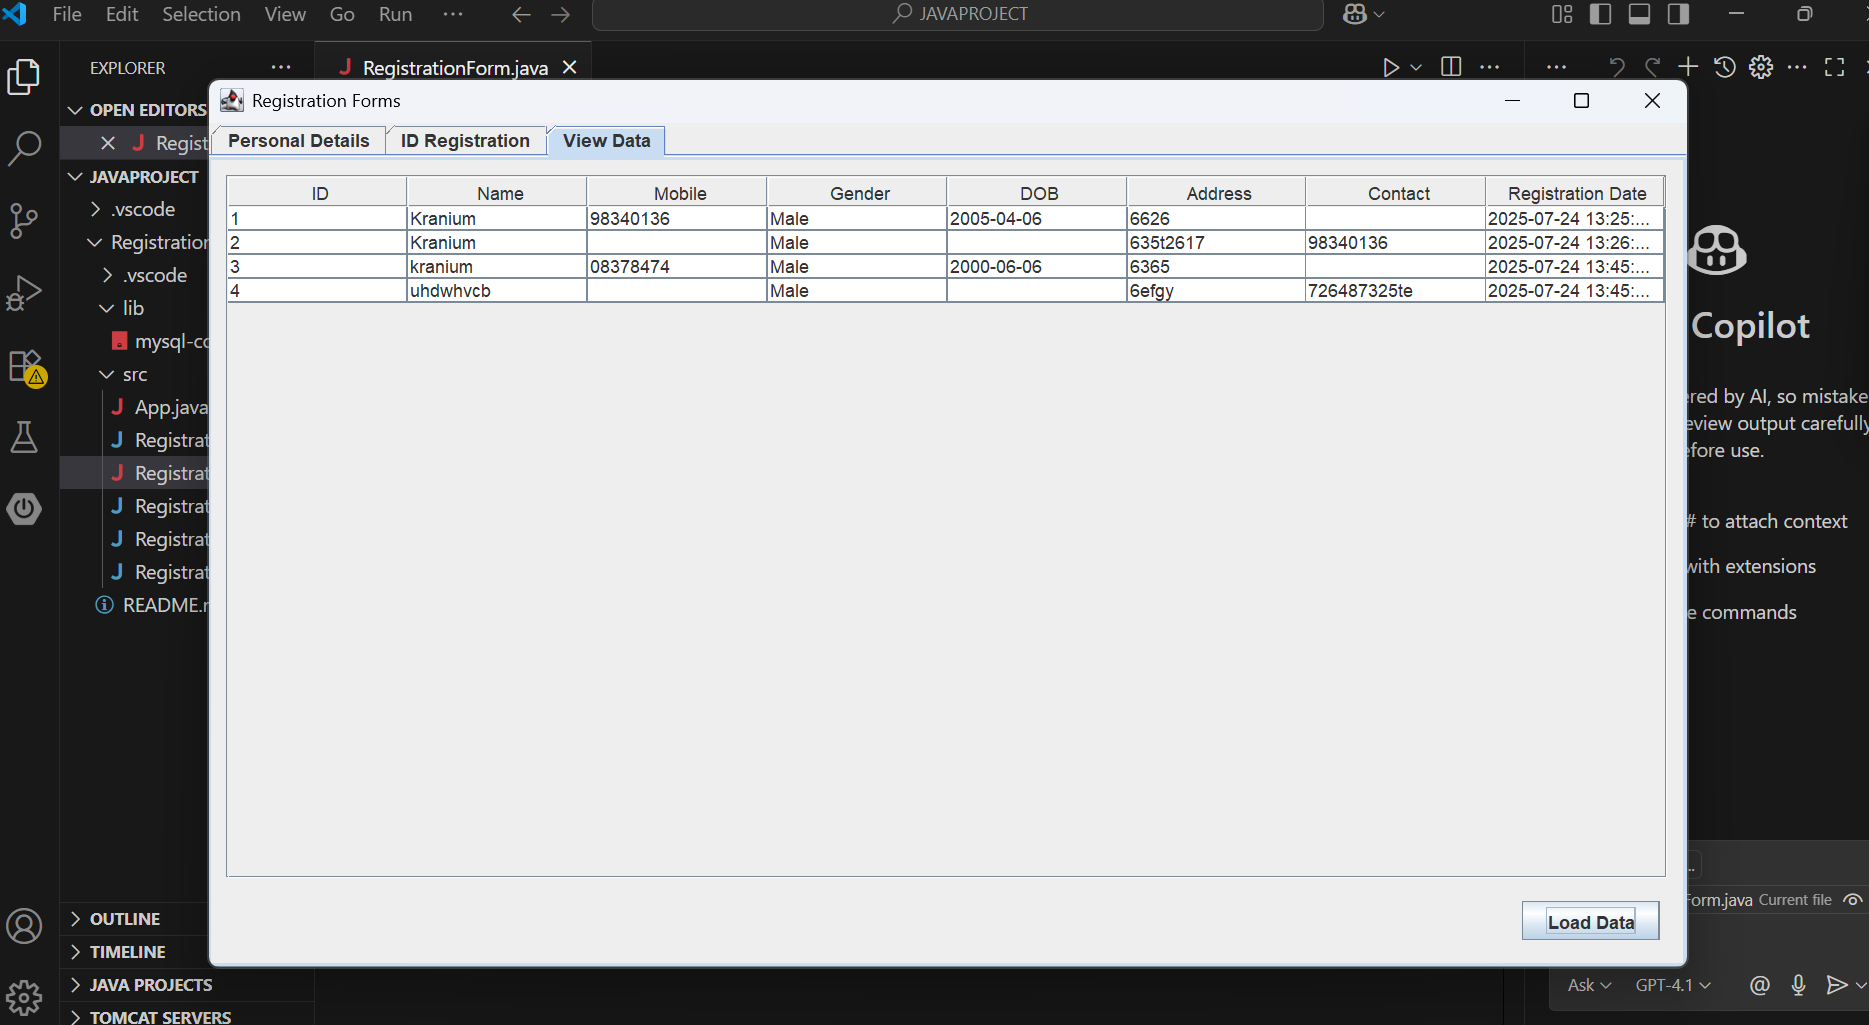 File Edit Selection View Go Run ··· JAVAPROJECT
EXPLORER ··· RegistrationForm.java
OPEN EDITORS
Regist
JAVAPROJECT
.vscode
Registration
.vscode
lib
mysql-co
src
App.java
Registrat
Registrat
Registrat
Registrat
Registrat
README.r
OUTLINE
TIMELINE
JAVA PROJECTS
TOMCAT SERVERS
Registration Forms
Personal Details ID Registration View Data
ID Name Mobile Gender DOB Address Contact Registration Date
1 Kranium 98340136 Male 2005-04-06 6626 2025-07-24 13:25:...
2 Kranium Male 635t2617 98340136 2025-07-24 13:26:...
3 kranium 08378474 Male 2000-06-06 6365 2025-07-24 13:45:...
4 uhdwhvcb Male 6efgy 726487325te 2025-07-24 13:45:...
Load Data
Copilot
ered by AI, so mistake
eview output carefully
efore use.
# to attach context
with extensions
e commands
Form.java Current file
Ask GPT-4.1 @